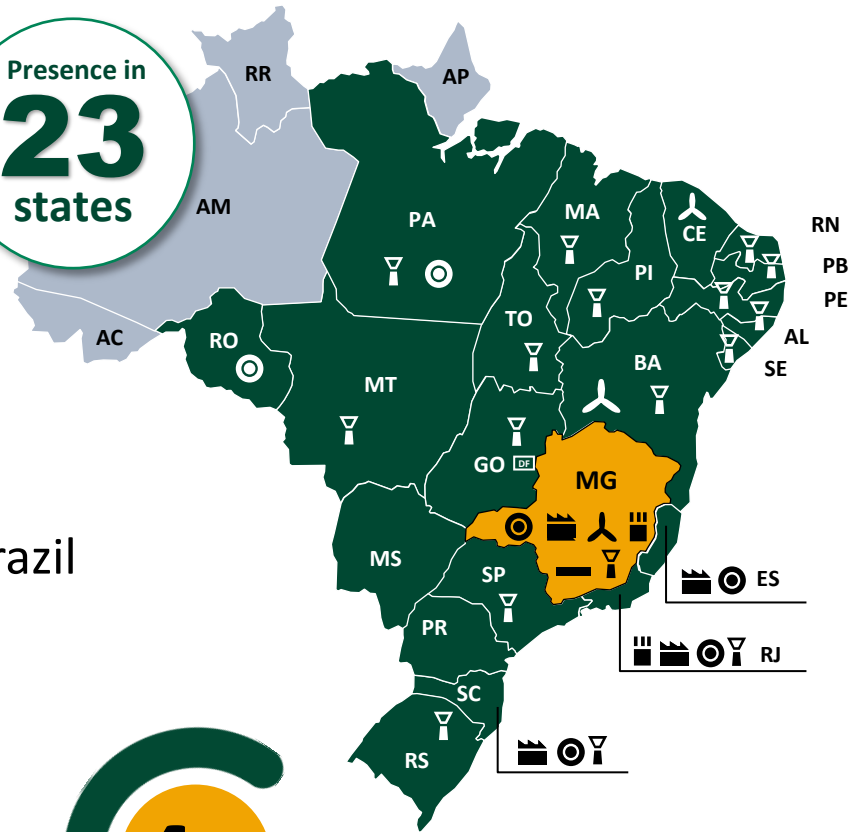 Presence in
23
states
RR
AP
AM
PA
MA
CE
RN
PI
PB
PE
TO
AC
RO
AL
BA
SE
MT
GO
DF
MG
MS
SP
ES
PR
RJ
SC
RS
razil